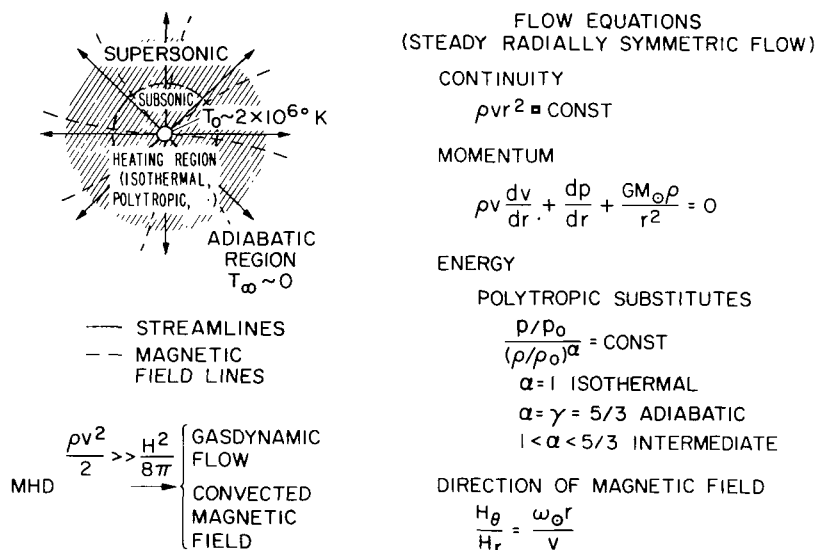 SUPERSONIC
SUBSONIC
T₀~2×10⁶° K
HEATING REGION
(ISOTHERMAL,
POLYTROPIC, . )
ADIABATIC
REGION
T∞~0
STREAMLINES
MAGNETIC
FIELD LINES
MHD ρv²/2 >> H²/8π → { GASDYNAMIC
FLOW
CONVECTED
MAGNETIC
FIELD
FLOW EQUATIONS
(STEADY RADIALLY SYMMETRIC FLOW)
CONTINUITY
ρvr² = CONST
MOMENTUM
ρv dv/dr + dp/dr + GM⊙ρ/r² = 0
ENERGY
POLYTROPIC SUBSTITUTES
p/p₀ / (ρ/ρ₀)^α = CONST
α=1 ISOTHERMAL
α=γ=5/3 ADIABATIC
1<α<5/3 INTERMEDIATE
DIRECTION OF MAGNETIC FIELD
Hθ/Hr = ω⊙r/v